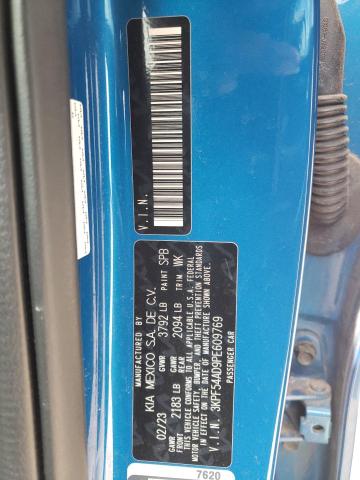 V.I.N.
MANUFACTURED BY
KIA MEXICO S.A. DE C.V.
02/23 GVWR 3792 LB PAINT SPB
GAWR FRONT 2183 LB GAWR REAR 2094 LB TRIM WK
THIS VEHICLE CONFORMS TO ALL APPLICABLE U.S.A. FEDERAL
MOTOR VEHICLE SAFETY, BUMPER, AND THEFT PREVENTION
STANDARDS IN EFFECT ON THE DATE OF MANUFACTURE SHOWN ABOVE.
V.I.N. 3KPF54AD9PE609769
PASSENGER CAR
7620